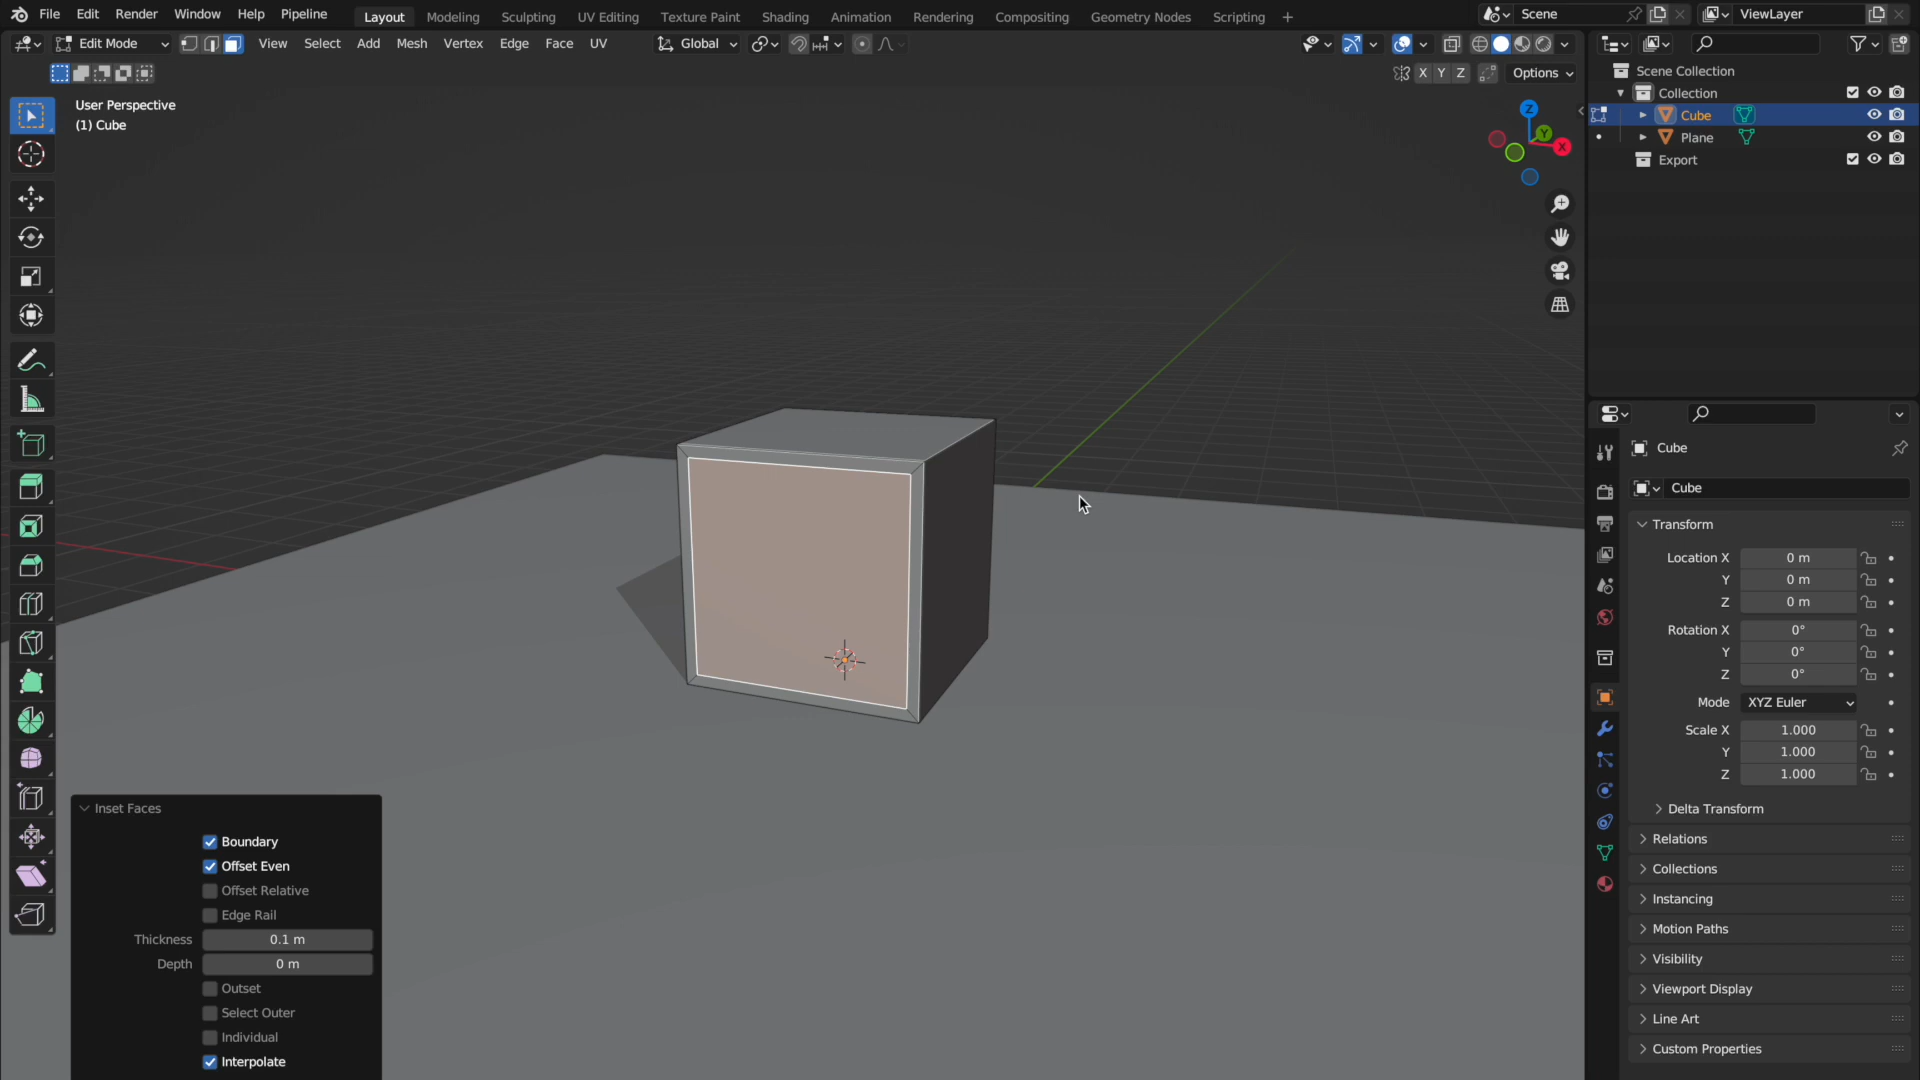 File Edit Render Window Help Pipeline Layout Modeling Sculpting UV Editing Texture Paint Shading Animation Rendering Compositing Geometry Nodes Scripting + Scene ViewLayer
Edit Mode View Select Add Mesh Vertex Edge Face UV Global
X Y Z Options
User Perspective
(1) Cube
Z
Y
X
Scene Collection
Collection
Cube
Plane
Export
Cube
Cube
Transform
Location X 0 m
Y 0 m
Z 0 m
Rotation X 0°
Y 0°
Z 0°
Mode XYZ Euler
Scale X 1.000
Y 1.000
Z 1.000
Delta Transform
Relations
Collections
Instancing
Motion Paths
Visibility
Viewport Display
Line Art
Custom Properties
Inset Faces
Boundary
Offset Even
Offset Relative
Edge Rail
Thickness 0.1 m
Depth 0 m
Outset
Select Outer
Individual
Interpolate